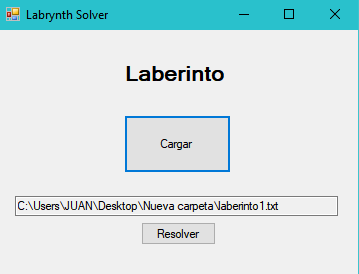 Labrynth Solver
Laberinto
Cargar
C:\Users\JUAN\Desktop\Nueva carpeta\laberinto1.txt
Resolver